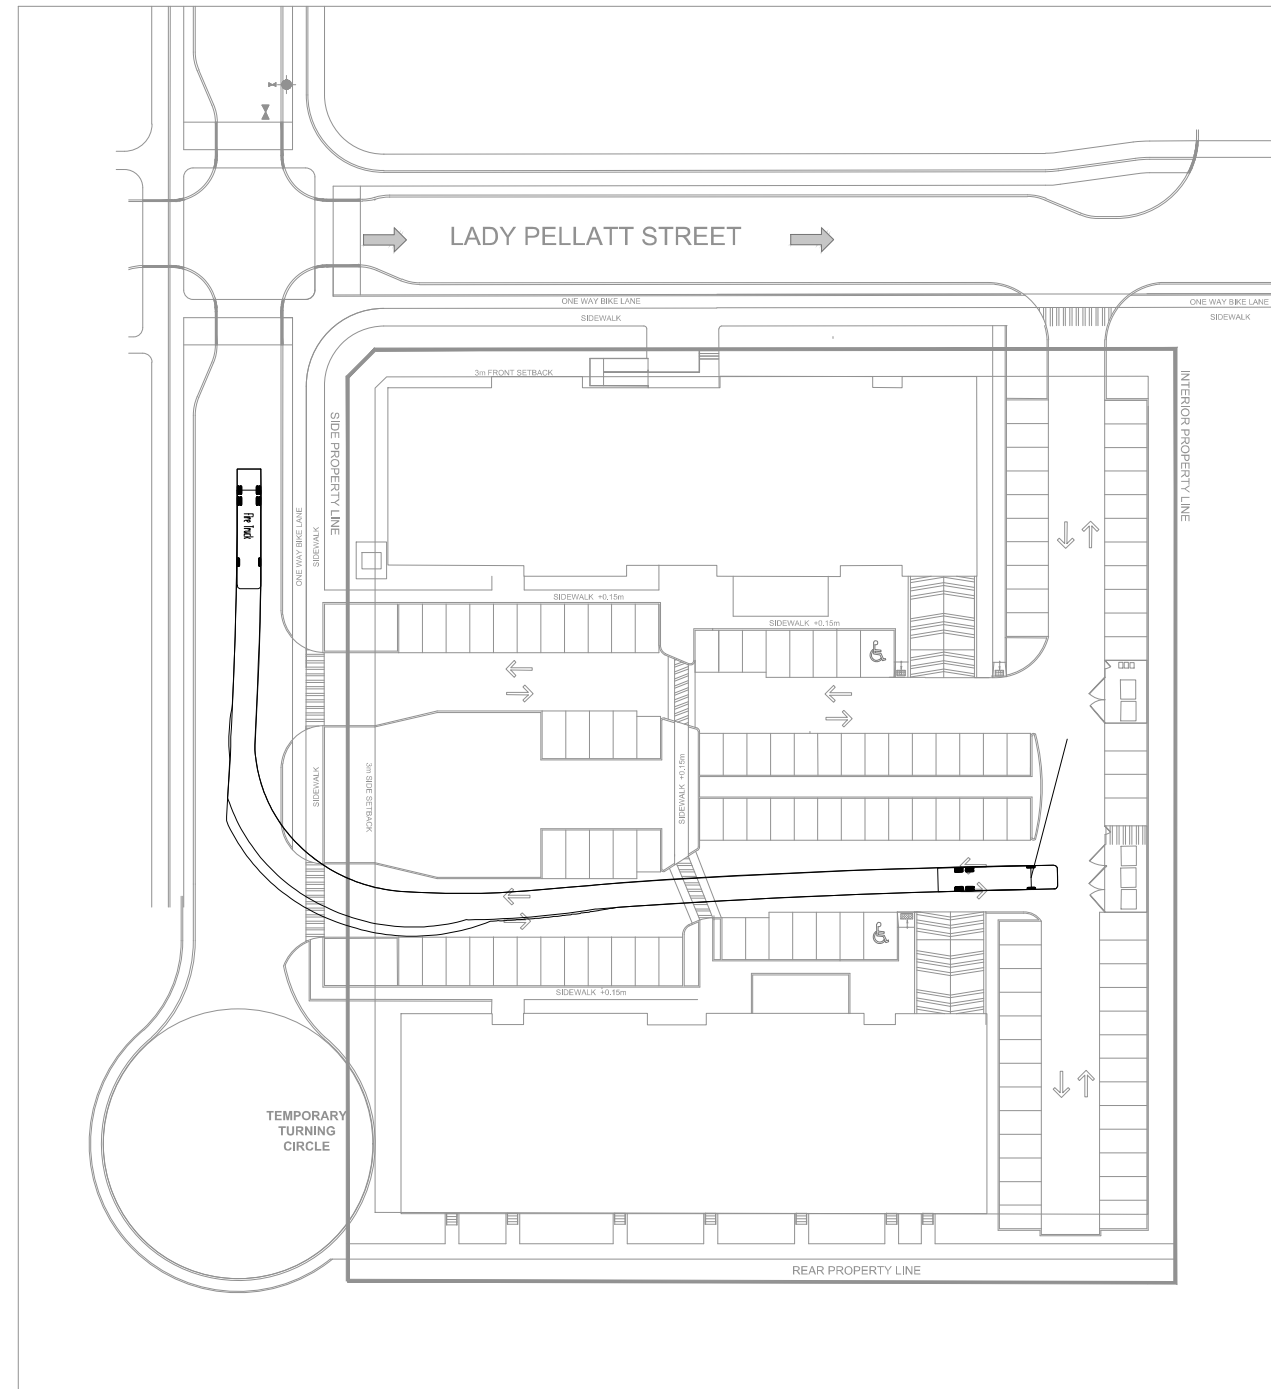 LADY PELLATT STREET
ONE WAY BIKE LANE
ONE WAY BIKE LANE
SIDEWALK
SIDEWALK
3m FRONT SETBACK
SIDE PROPERTY LINE
INTERIOR PROPERTY LINE
Fire Truck
ONE WAY BIKE LANE
SIDEWALK
SIDEWALK +0.15m
SIDEWALK +0.15m
SIDEWALK
3m SIDE SETBACK
SIDEWALK +0.15m
SIDEWALK +0.15m
TEMPORARY
TURNING
CIRCLE
REAR PROPERTY LINE